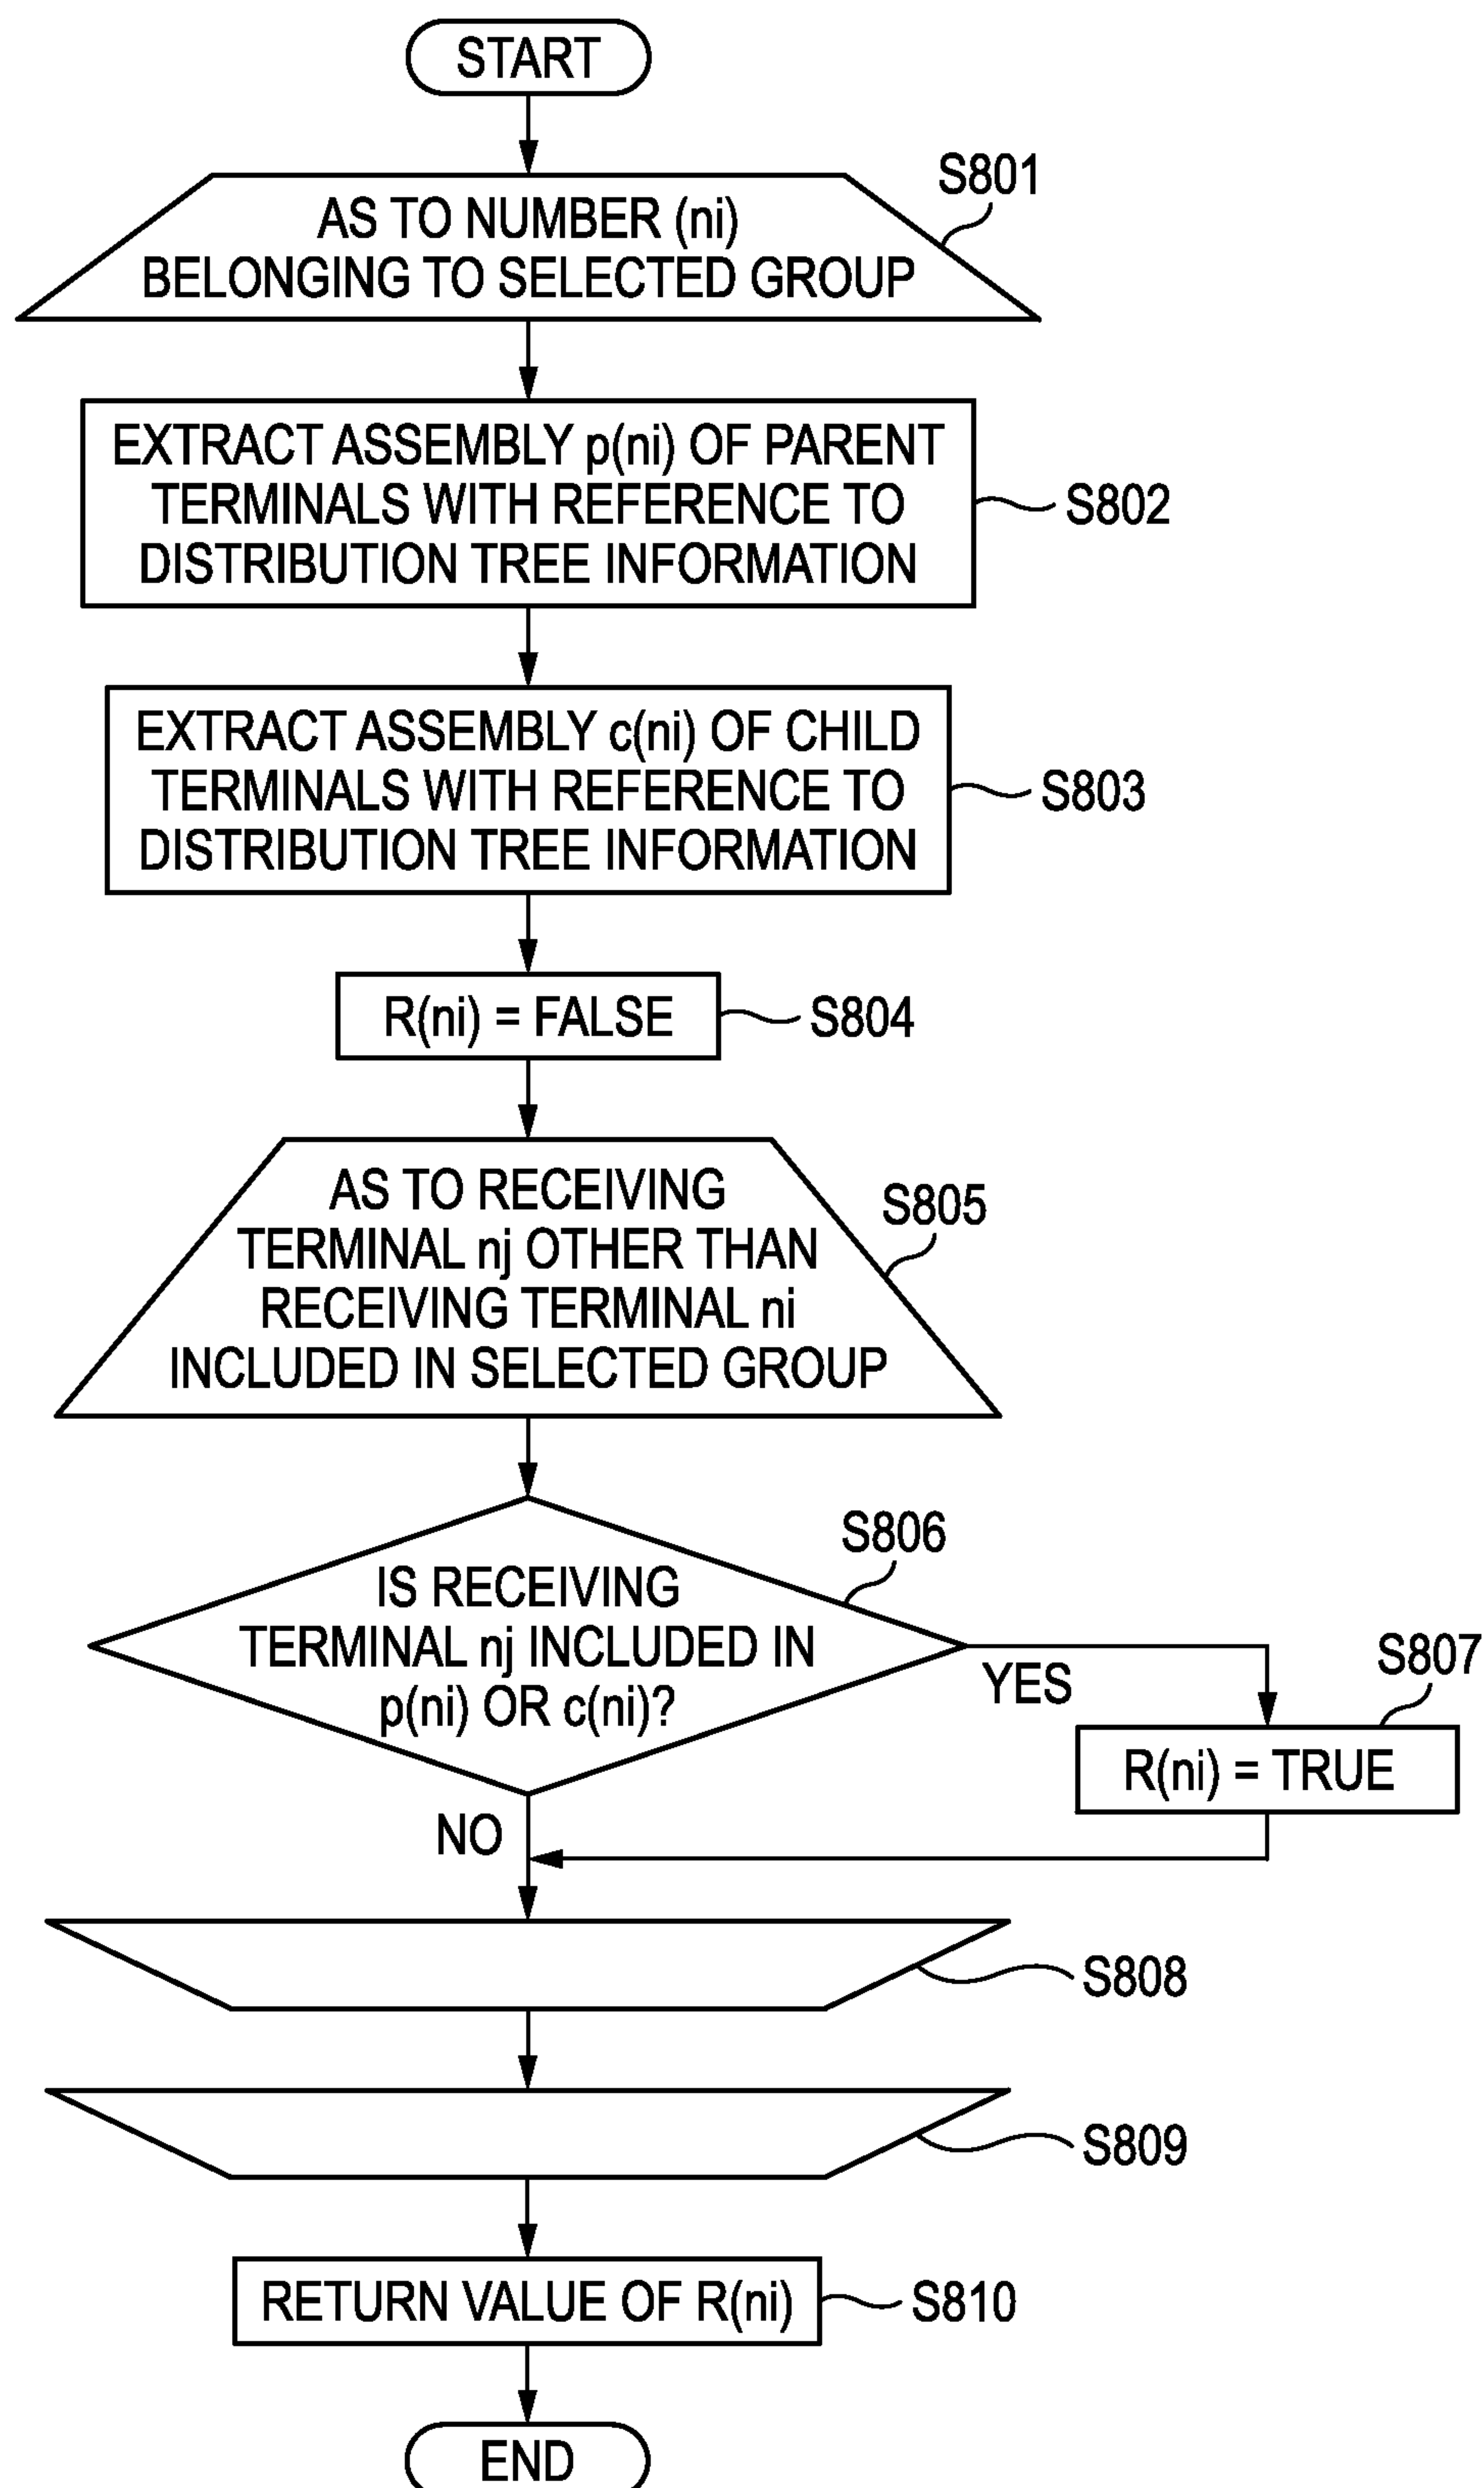 START
S801
AS TO NUMBER (ni)
BELONGING TO SELECTED GROUP
EXTRACT ASSEMBLY p(ni) OF PARENT
TERMINALS WITH REFERENCE TO
DISTRIBUTION TREE INFORMATION
S802
EXTRACT ASSEMBLY c(ni) OF CHILD
TERMINALS WITH REFERENCE TO
DISTRIBUTION TREE INFORMATION
S803
R(ni) = FALSE
S804
AS TO RECEIVING
TERMINAL nj OTHER THAN
RECEIVING TERMINAL ni
INCLUDED IN SELECTED GROUP
S805
S806
IS RECEIVING
TERMINAL nj INCLUDED IN
p(ni) OR c(ni)?
YES
S807
R(ni) = TRUE
NO
S808
S809
RETURN VALUE OF R(ni)
S810
END